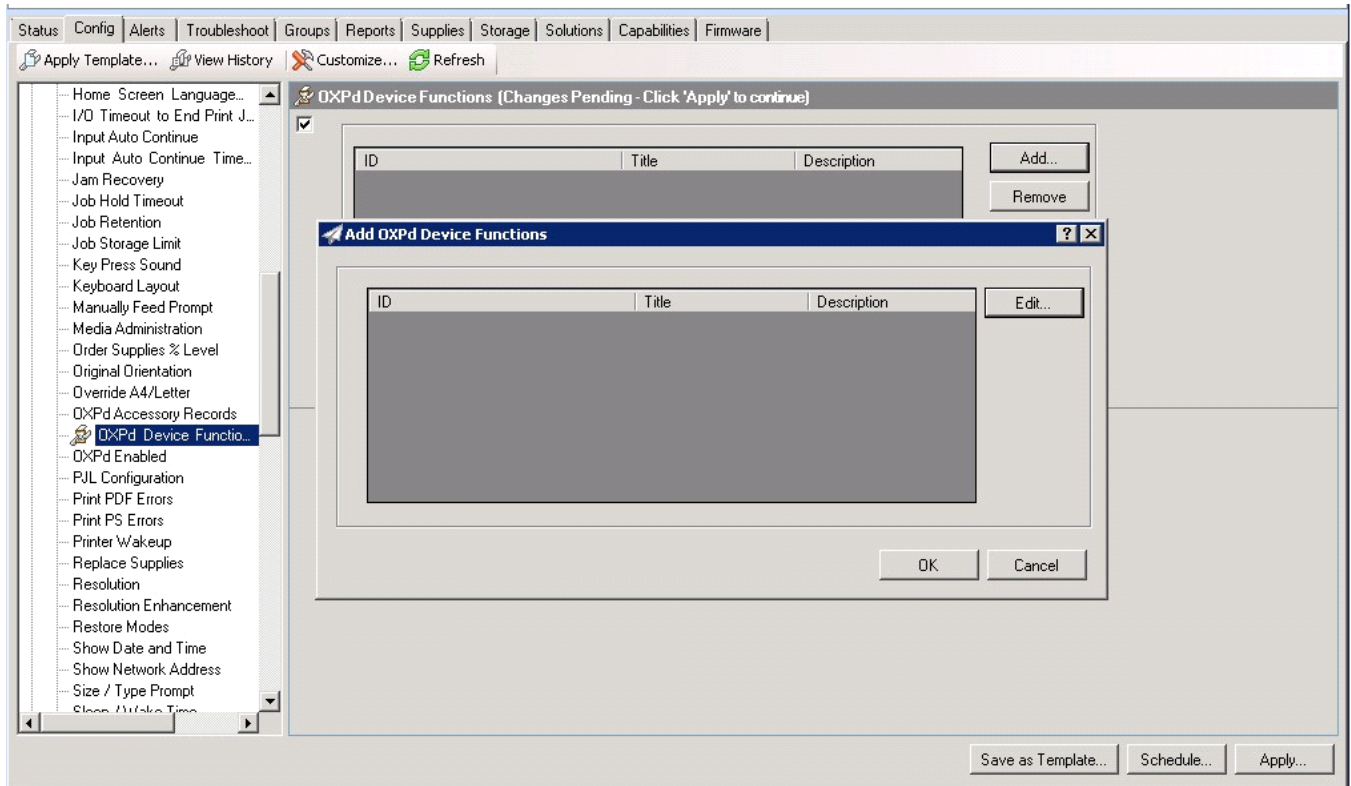 Status Config Alerts Troubleshoot Groups Reports Supplies Storage Solutions Capabilities Firmware
Apply Template... View History Customize... Refresh
Home Screen Language...
I/O Timeout to End Print J...
Input Auto Continue
Input Auto Continue Time...
Jam Recovery
Job Hold Timeout
Job Retention
Job Storage Limit
Key Press Sound
Keyboard Layout
Manually Feed Prompt
Media Administration
Order Supplies % Level
Original Orientation
Override A4/Letter
OXPd Accessory Records
OXPd Device Functio...
OXPd Enabled
PJL Configuration
Print PDF Errors
Print PS Errors
Printer Wakeup
Replace Supplies
Resolution
Resolution Enhancement
Restore Modes
Show Date and Time
Show Network Address
Size / Type Prompt
Sleep / Wake Time
OXPd Device Functions (Changes Pending - Click 'Apply' to continue)
ID Title Description
Add...
Remove
Add OXPd Device Functions
ID Title Description
Edit...
OK Cancel
Save as Template... Schedule... Apply...